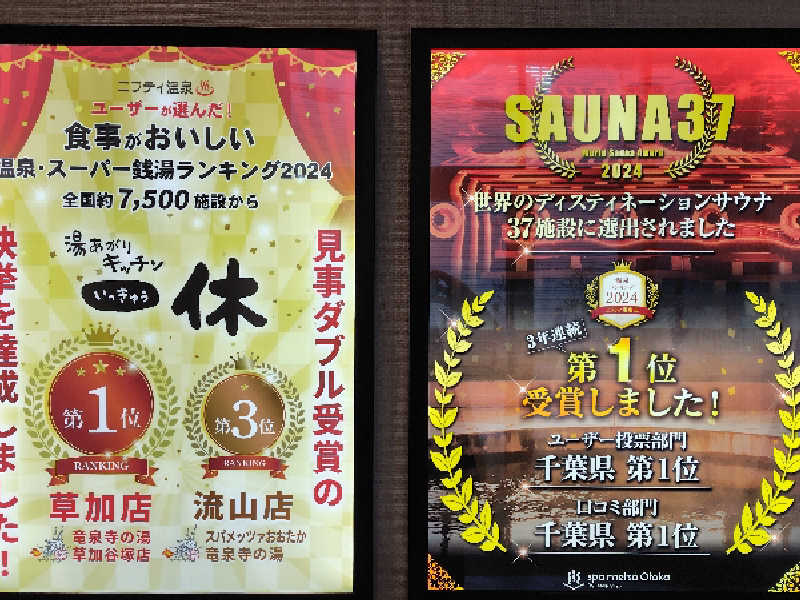 ニフティ温泉
ユーザーが選んだ!
食事がおいしい
温泉・スーパー銭湯ランキング2024
全国約7,500施設から
湯あがり
キッチン
いっきゅう
一休
見事ダブル受賞の
快挙を達成しました!
第1位
RANKING
草加店
竜泉寺の湯
草加谷塚店
第3位
RANKING
流山店
スパメッツァおおたか
竜泉寺の湯
SAUNA37
World Sauna Award
2024
世界のディスティネーションサウナ
37施設に選出されました
2024
3年連続
第1位
受賞しました!
ユーザー投票部門
千葉県 第1位
口コミ部門
千葉県 第1位
spa metsa Otaka